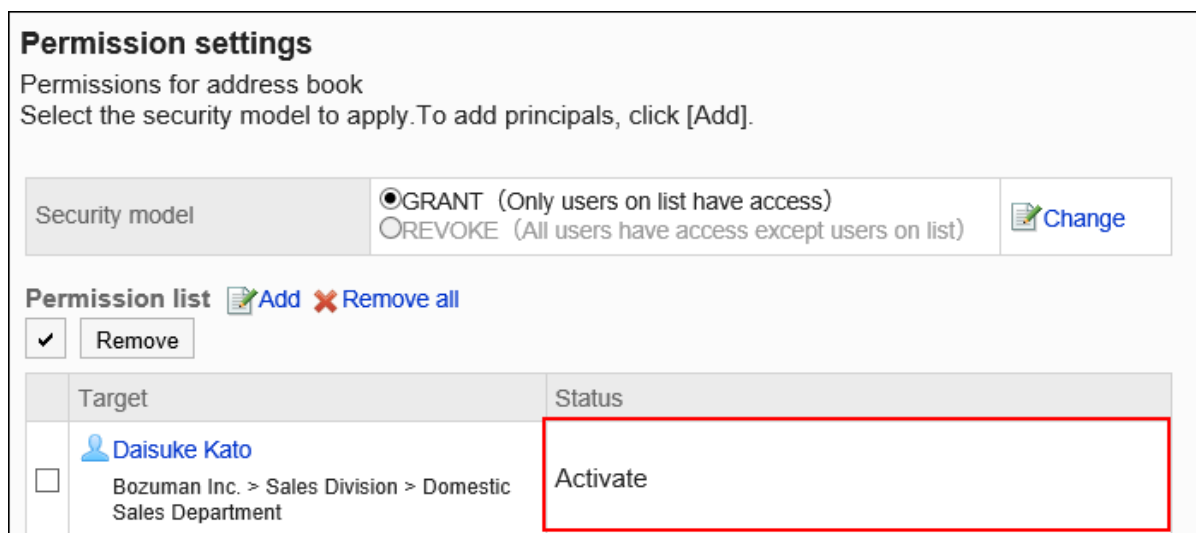 Permission settings
Permissions for address book
Select the security model to apply.To add principals, click [Add].
Security model
GRANT (Only users on list have access)
REVOKE (All users have access except users on list)
Change
Permission list Add Remove all
Remove
Target Status
Daisuke Kato
Bozuman Inc. > Sales Division > Domestic
Sales Department
Activate